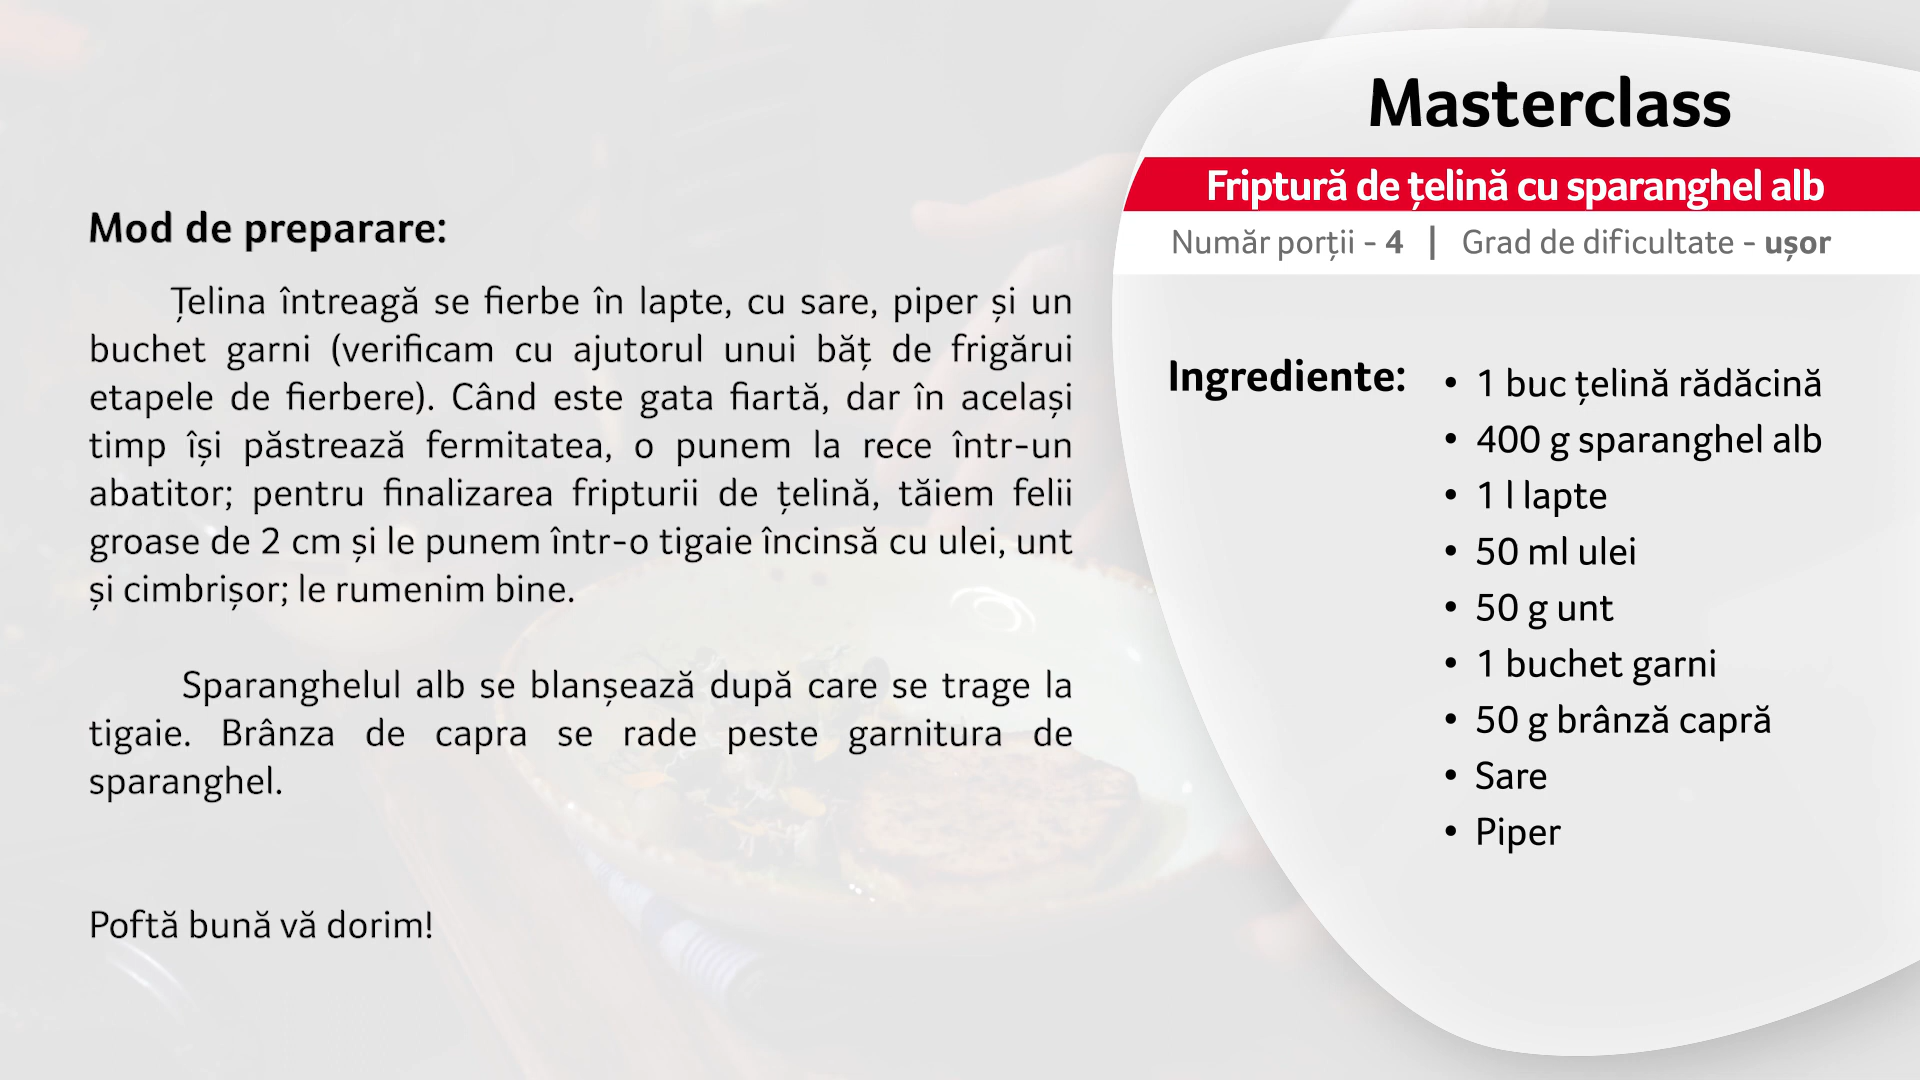 Masterclass
Friptură de țelină cu sparanghel alb
Număr porții - 4 | Grad de dificultate - ușor
Mod de preparare:
Țelina întreagă se fierbe în lapte, cu sare, piper și un
buchet garni (verificam cu ajutorul unui băț de frigărui
etapele de fierbere). Când este gata fiartă, dar în același
timp își păstrează fermitatea, o punem la rece într-un
abatitor; pentru finalizarea fripturii de țelină, tăiem felii
groase de 2 cm și le punem într-o tigaie încinsă cu ulei, unt
și cimbrișor; le rumenim bine.
Sparanghelul alb se blanșează după care se trage la
tigaie. Brânza de capra se rade peste garnitura de
sparanghel.
Poftă bună vă dorim!
Ingrediente:
• 1 buc țelină rădăcină
• 400 g sparanghel alb
• 1 l lapte
• 50 ml ulei
• 50 g unt
• 1 buchet garni
• 50 g brânză capră
• Sare
• Piper